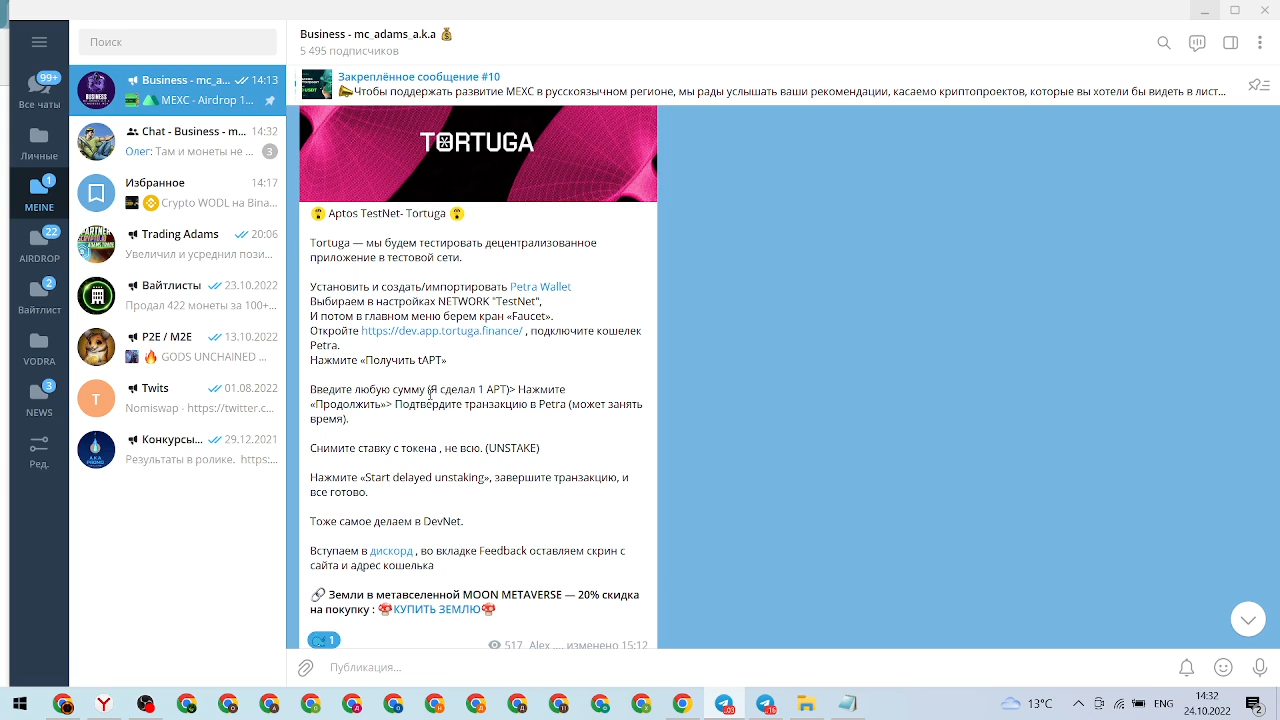 Поиск
Business - mc_adams_a.k.a
5 495 подписчиков
99+
Все чаты
Личные
1
MEINE
22
AIRDROP
2
Вайтлист
VODRA
3
NEWS
Ред.
Business - mc_a... 14:13
MEXC - Airdrop 1...
Chat - Business - m... 14:32
Олег: Там и монеты не ... 3
Избранное 14:17
Crypto WODL на Bina...
Trading Adams 20:06
Увеличил и усреднил пози...
Вайтлисты 23.10.2022
Продал 422 монеты за 100+...
P2E / M2E 13.10.2022
GODS UNCHAINED ...
T
Twits 01.08.2022
Nomiswap - https://twitter.c...
Конкурсы... 29.12.2021
Результаты в ролике. https:...
Закреплённое сообщение #10
Чтобы поддержать развитие MEXC в русскоязычном регионе, мы рады услышать ваши рекомендации, касаемо криптопроектов, которые вы хотели бы видеть в лист...
TORTUGA
Aptos TestNet- Tortuga
Tortuga — мы будем тестировать децентрализованное
приложение в тестовой сети.
Установить и создать/импортировать Petra Wallet
Выбираем в настройках NETWORK "TestNet",
И потом в главном меню берем кран «Faucet».
Откройте https://dev.app.tortuga.finance/ , подключите кошелек
Petra.
Нажмите «Получить tAPT»
Введите любую сумму (Я сделал 1 APT)> Нажмите
«Продолжить»> Подтвердите транзакцию в Petra (может занять
время).
Снимите ставку с токена , не всю. (UNSTAKE)
Нажмите «Start delayed unstaking», завершите транзакцию, и
все готово.
Тоже самое делаем в DevNet.
Вступаем в дискорд , во вкладке Feedback оставляем скрин с
сайта и адрес кошелька
Земли в метавселенной MOON METAVERSE — 20% скидка
на покупку : КУПИТЬ ЗЕМЛЮ
1
517 Alex .... изменено 15:12
Публикация...
13°C
ENG
14:32
24.10.2022
2